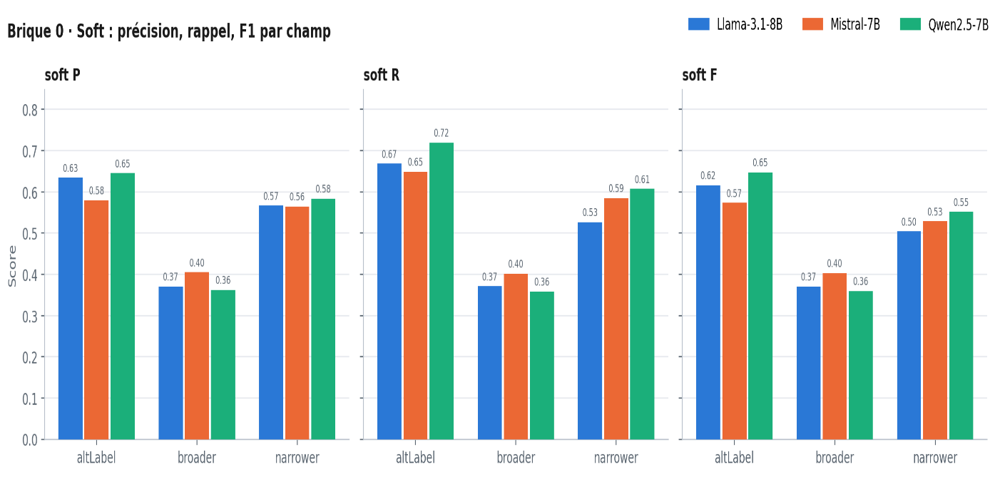 Brique 0 · Soft : précision, rappel, F1 par champ
Llama-3.1-8B Mistral-7B Qwen2.5-7B
soft P
Score
0.8
0.7
0.6
0.5
0.4
0.3
0.2
0.1
0.0
0.63 0.58 0.65
0.37 0.40 0.36
0.57 0.56 0.58
altLabel broader narrower
soft R
0.67 0.65 0.72
0.37 0.40 0.36
0.53 0.59 0.61
altLabel broader narrower
soft F
0.62 0.57 0.65
0.37 0.40 0.36
0.50 0.53 0.55
altLabel broader narrower